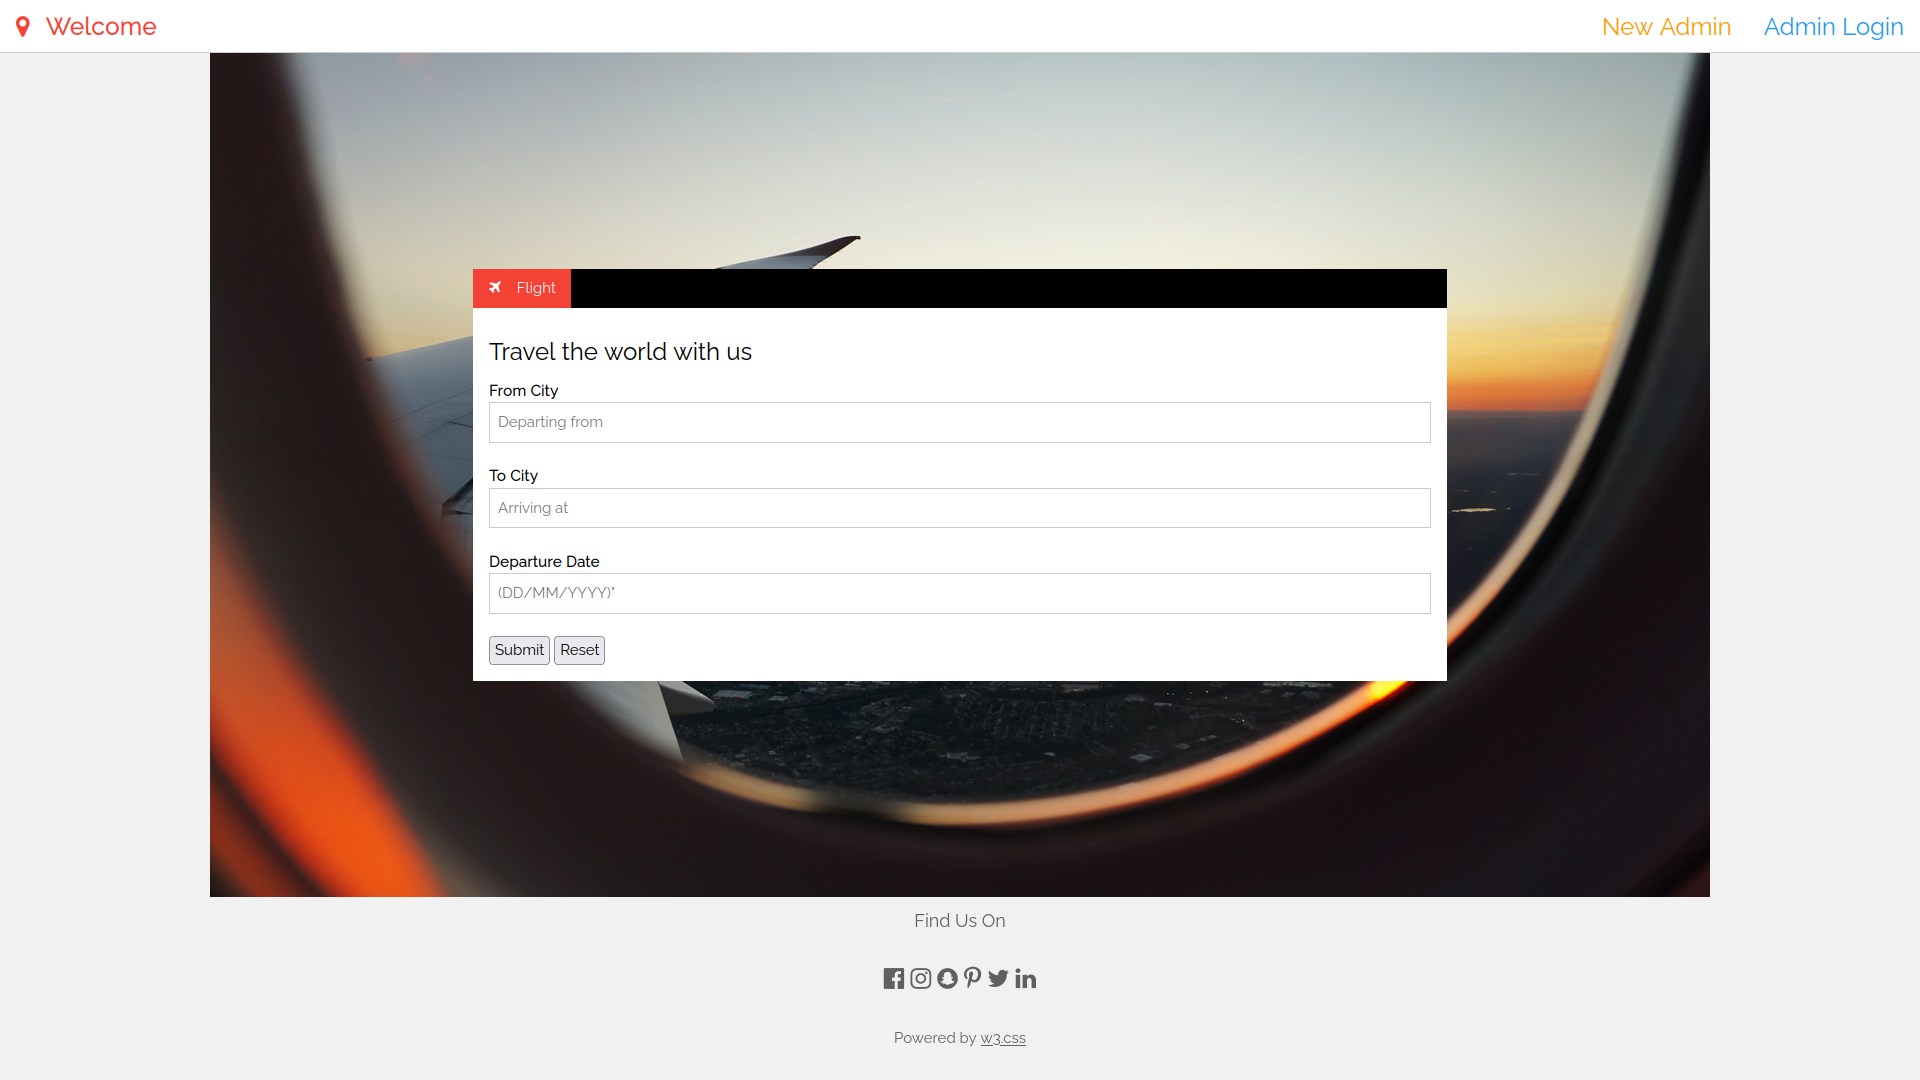 Welcome
New Admin
Admin Login
Flight
Travel the world with us
From City
Departing from
To City
Arriving at
Departure Date
(DD/MM/YYYY)"
Submit
Reset
Find Us On
Powered by w3.css